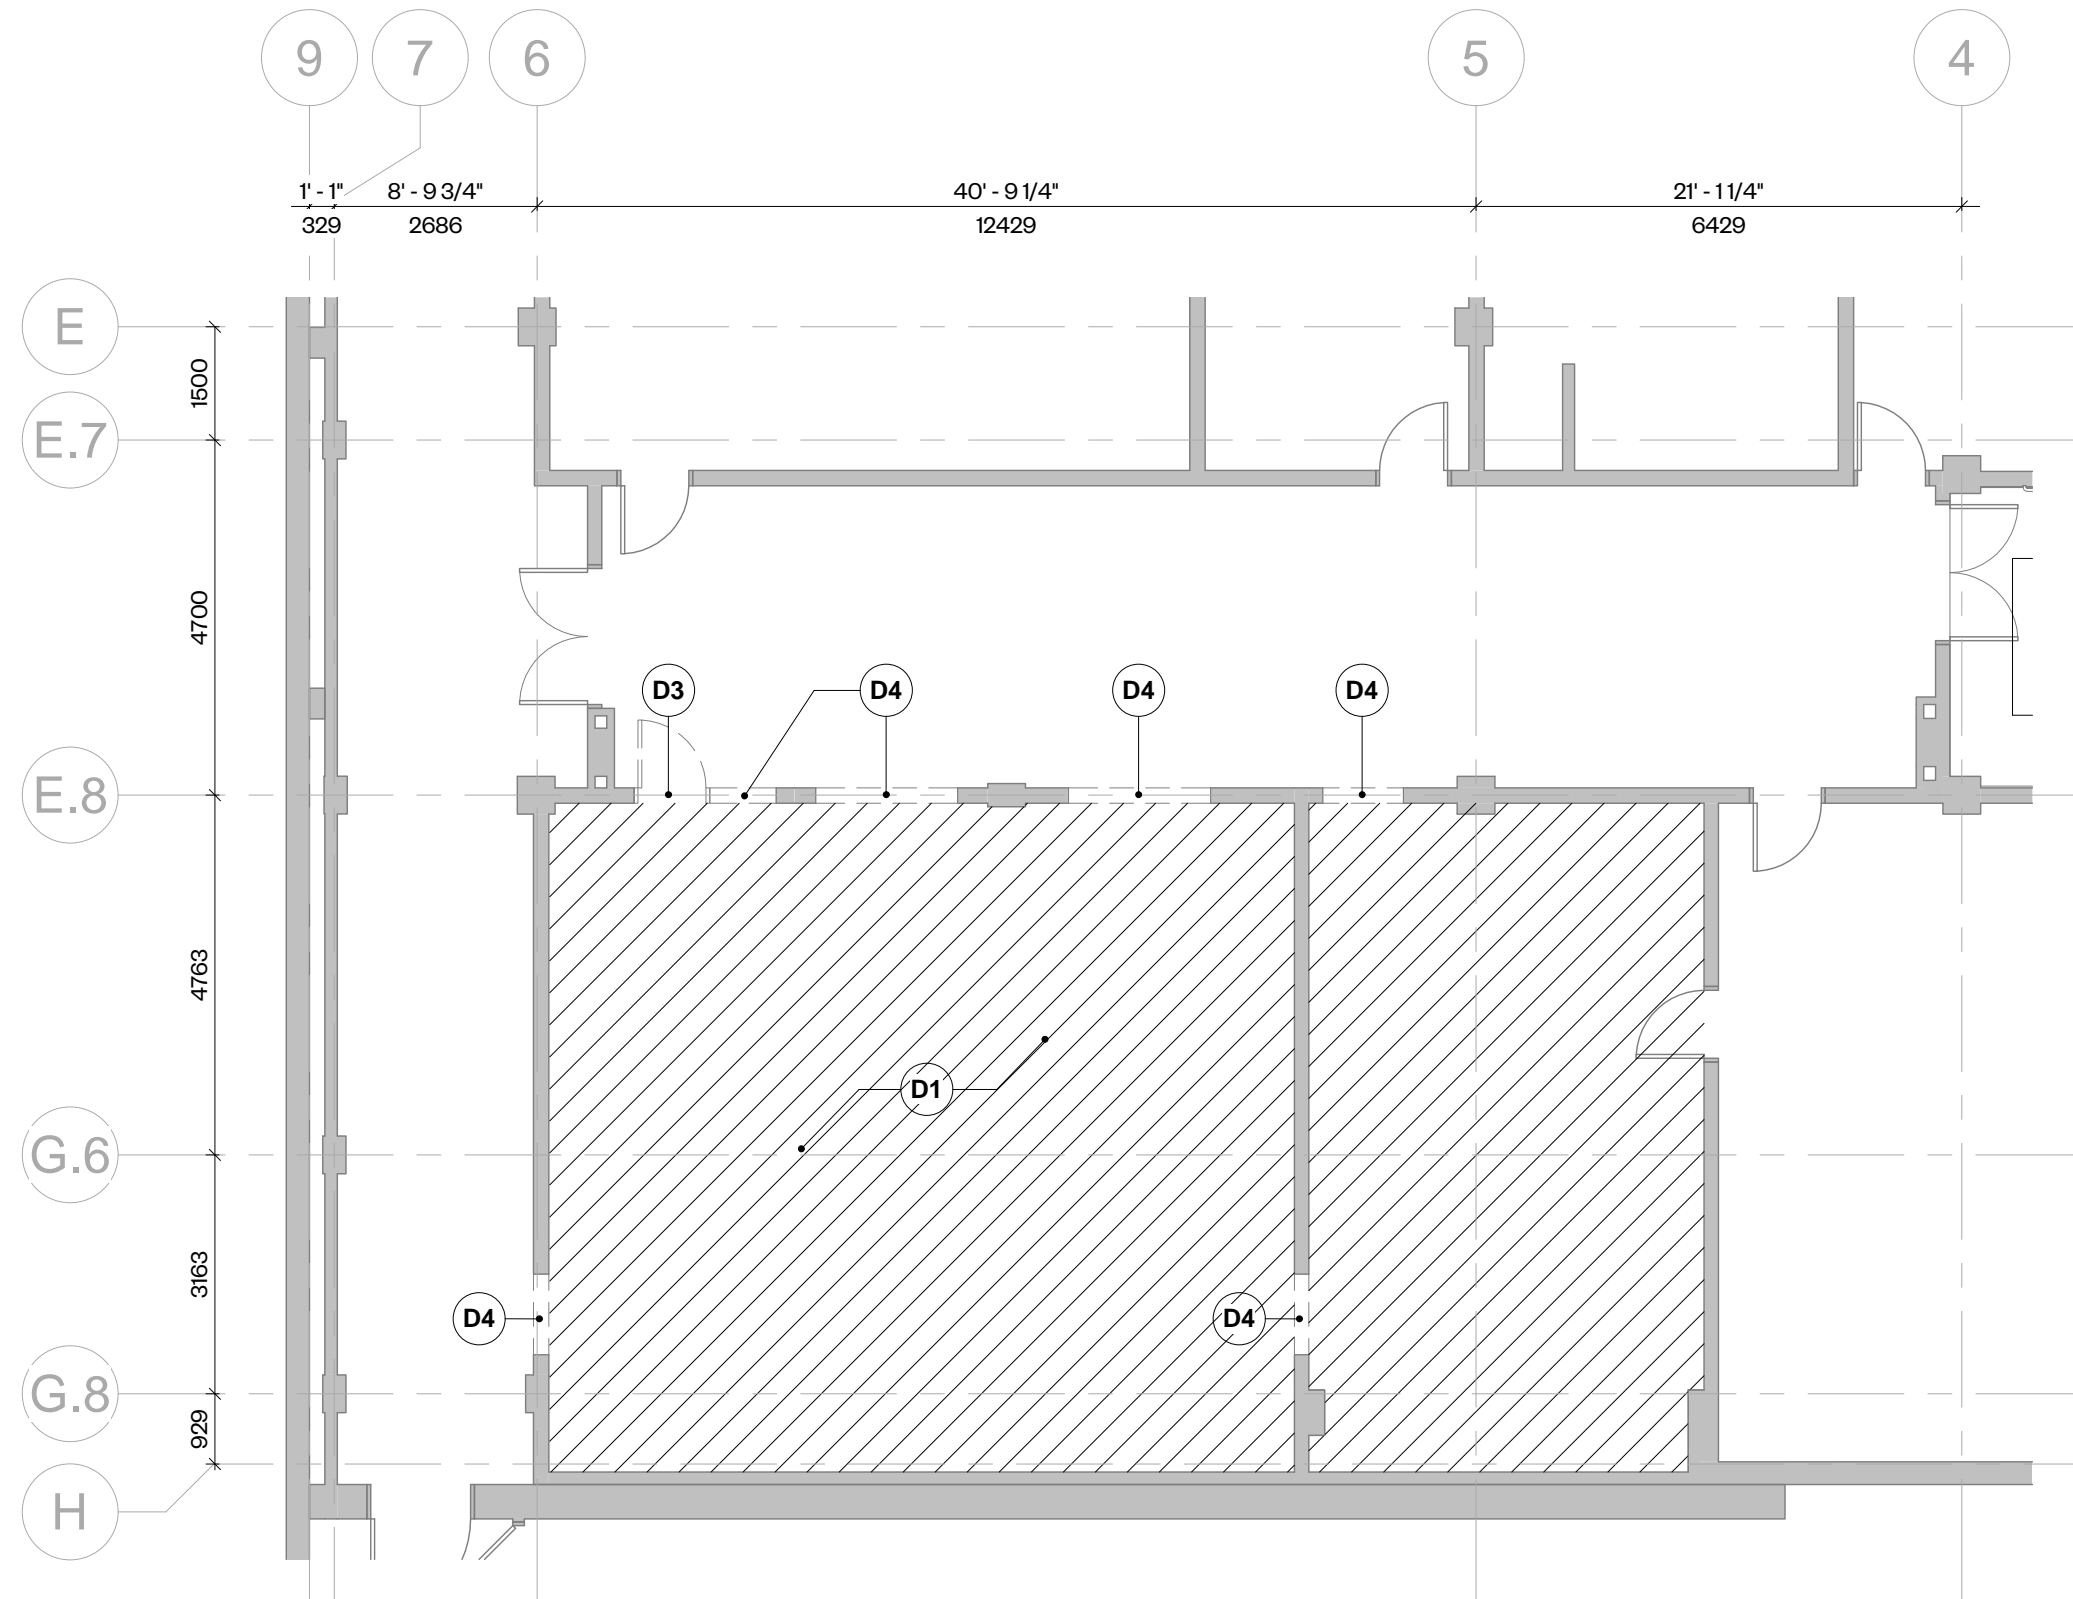 9 7 6 5 4
1' - 1" 8' - 9 3/4" 40' - 9 1/4" 21' - 1 1/4"
329 2686 12429 6429
E
1500
E.7
4700
D3 D4 D4 D4
E.8
4763
D1
G.6
3163
D4 D4
G.8
929
H